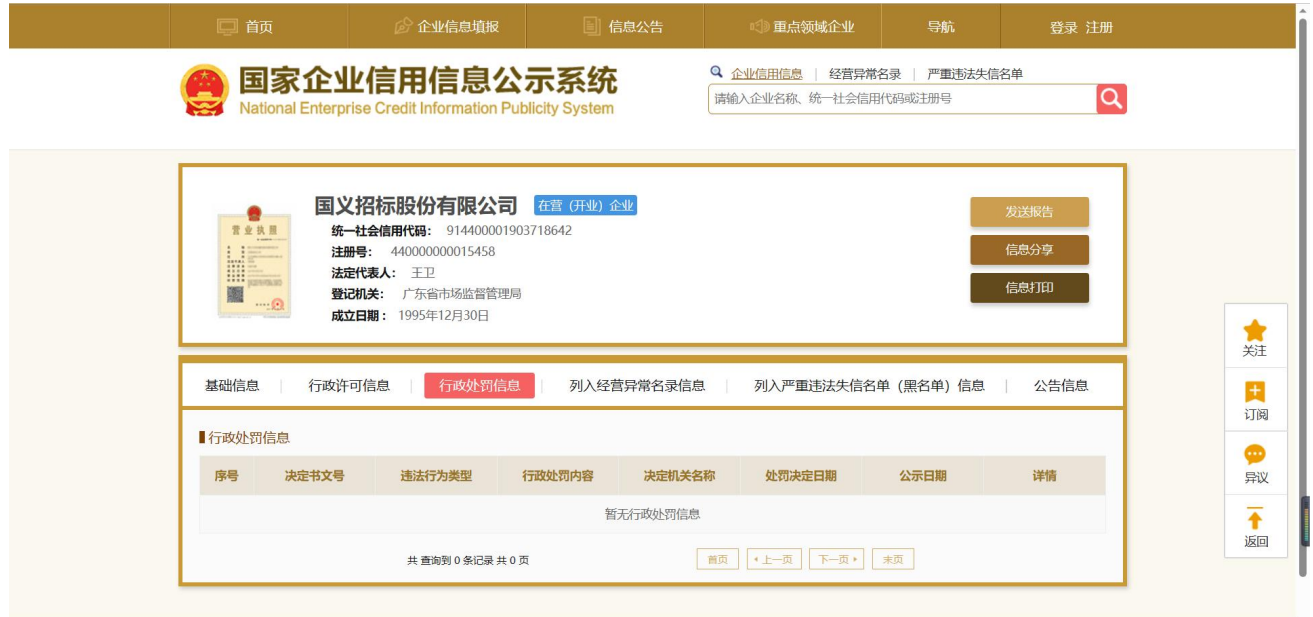 首页 企业信息填报 信息公告 重点领域企业 导航 登录 注册
国家企业信用信息公示系统
National Enterprise Credit Information Publicity System
企业信用信息 | 经营异常名录 | 严重违法失信名单
请输入企业名称、统一社会信用代码或注册号
国义招标股份有限公司 在营（开业）企业
统一社会信用代码： 914400001903718642
注册号： 440000000015458
法定代表人： 王卫
登记机关： 广东省市场监督管理局
成立日期： 1995年12月30日
营业执照
发送报告
信息分享
信息打印
关注
订阅
异议
返回
基础信息 | 行政许可信息 | 行政处罚信息 | 列入经营异常名录信息 | 列入严重违法失信名单（黑名单）信息 | 公告信息
行政处罚信息
序号 决定书文号 违法行为类型 行政处罚内容 决定机关名称 处罚决定日期 公示日期 详情
暂无行政处罚信息
共 查询到 0 条记录 共 0 页 首页 上一页 下一页 末页